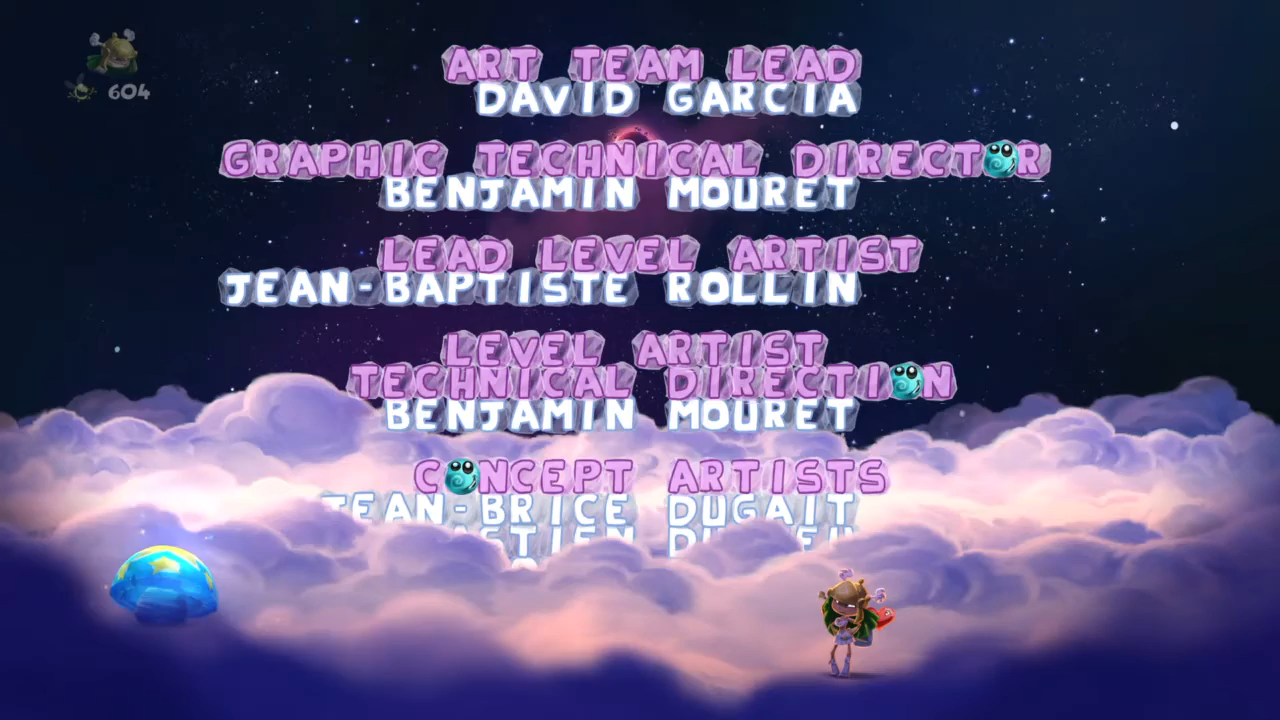 604
ART TEAM LEAD
DAVID GARCIA
GRAPHIC TECHNICAL DIRECTOR
BENJAMIN MOURET
LEAD LEVEL ARTIST
JEAN-BAPTISTE ROLLIN
LEVEL ARTIST
TECHNICAL DIRECTION
BENJAMIN MOURET
CONCEPT ARTISTS
JEAN-BRICE DUGAIT